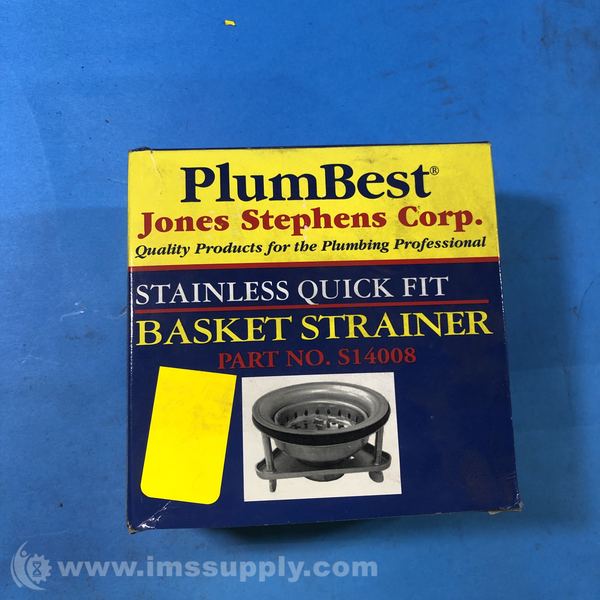 PlumBest®
Jones Stephens Corp.
Quality Products for the Plumbing Professional
STAINLESS QUICK FIT
BASKET STRAINER
PART NO. S14008
www.imssupply.com